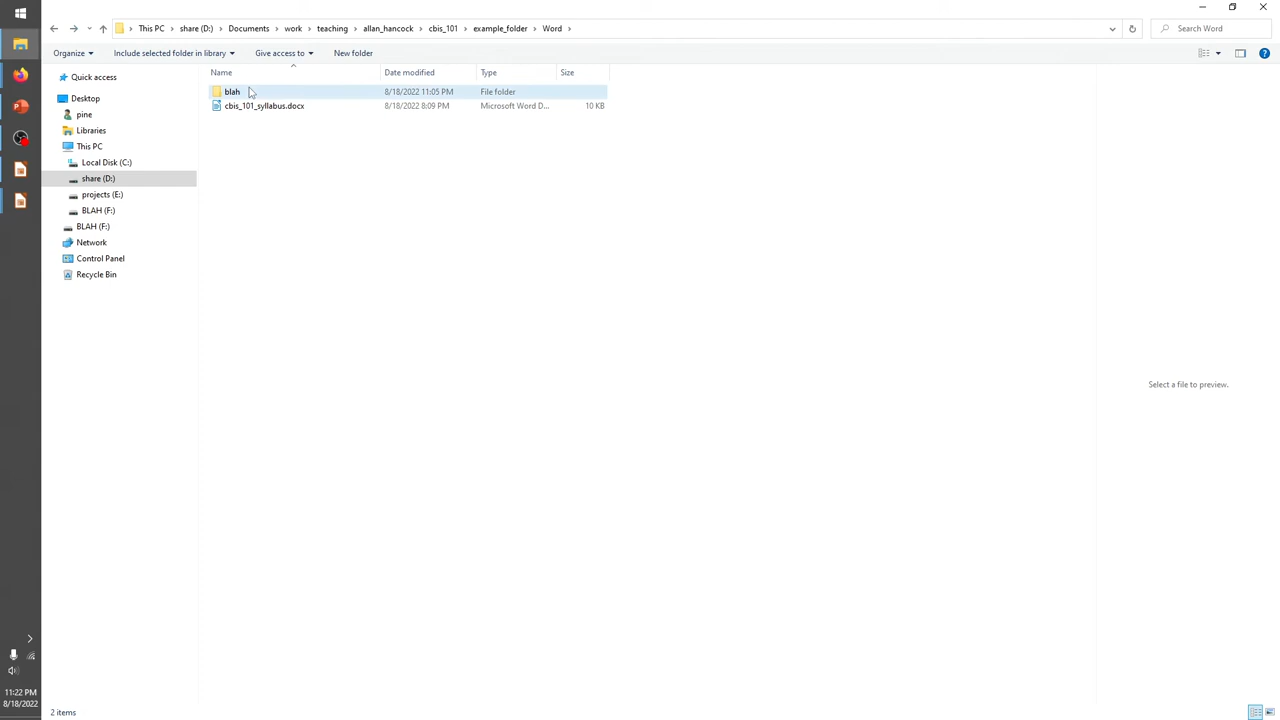 This PC share (D:) Documents work teaching allan_hancock cbis_101 example_folder Word Search Word
Organize Include selected folder in library Give access to New folder
Name Date modified Type Size
Quick access
blah 8/18/2022 11:05 PM File folder
Desktop
cbis_101_syllabus.docx 8/18/2022 8:09 PM Microsoft Word D... 10 KB
pine
Libraries
This PC
Local Disk (C:)
share (D:)
projects (E:)
BLAH (F:)
BLAH (F:)
Network
Control Panel
Recycle Bin
Select a file to preview.
11:22 PM
8/18/2022
2 items